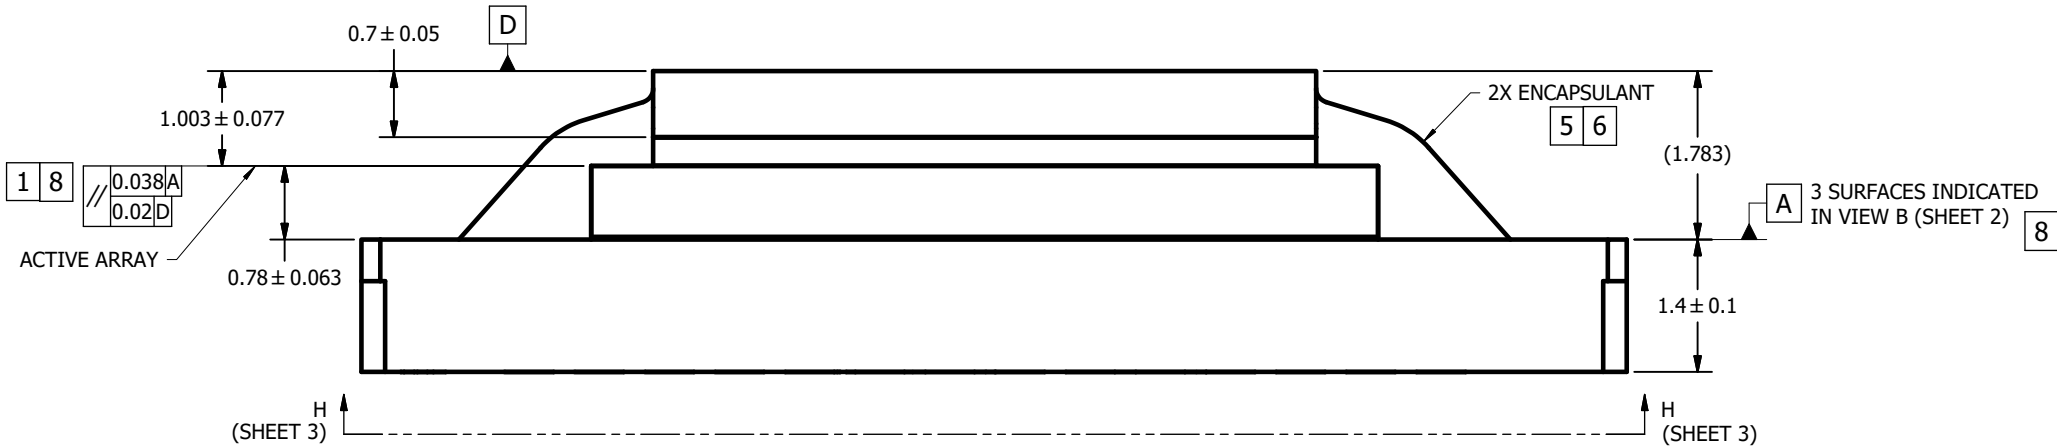 D
0.7 ± 0.05
1.003 ± 0.077
2X ENCAPSULANT
5 6
(1.783)
1 8 // 0.038 A
0.02 D
A 3 SURFACES INDICATED
IN VIEW B (SHEET 2) 8
ACTIVE ARRAY
0.78 ± 0.063
1.4 ± 0.1
H
(SHEET 3)
H
(SHEET 3)